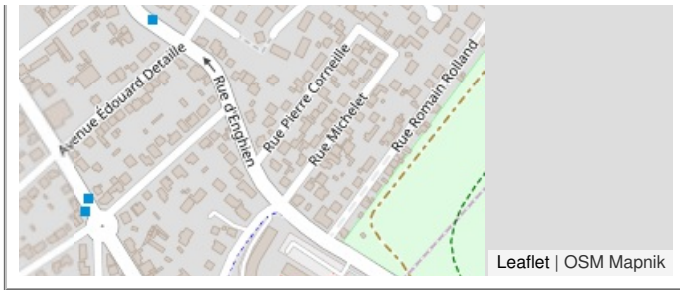 Avenue Édouard Detaille
Rue d'Enghien
Rue Pierre Corneille
Rue Michelet
Rue Romain Rolland
Leaflet | OSM Mapnik